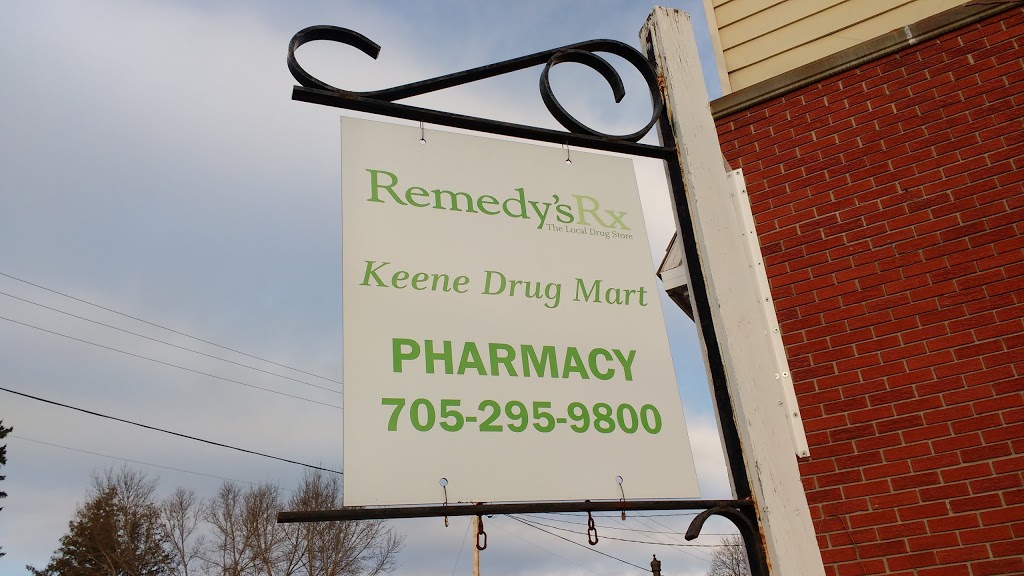 Remedy'sRx
The Local Drug Store
Keene Drug Mart
PHARMACY
705-295-9800